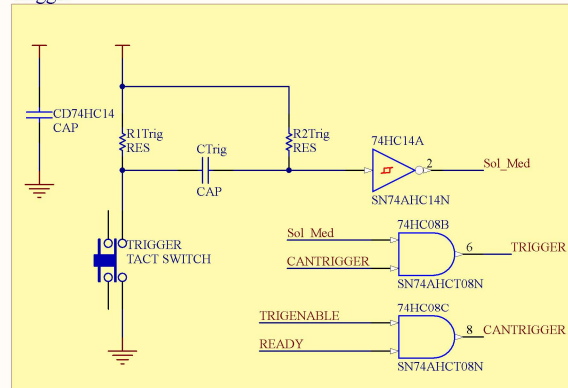 CD74HC14
CAP
R1Trig
RES
CTrig
CAP
R2Trig
RES
74HC14A
2
Sol_Med
SN74AHC14N
TRIGGER
TACT SWITCH
Sol_Med
CANTRIGGER
74HC08B
6
TRIGGER
SN74AHCT08N
TRIGENABLE
READY
74HC08C
8
CANTRIGGER
SN74AHCT08N